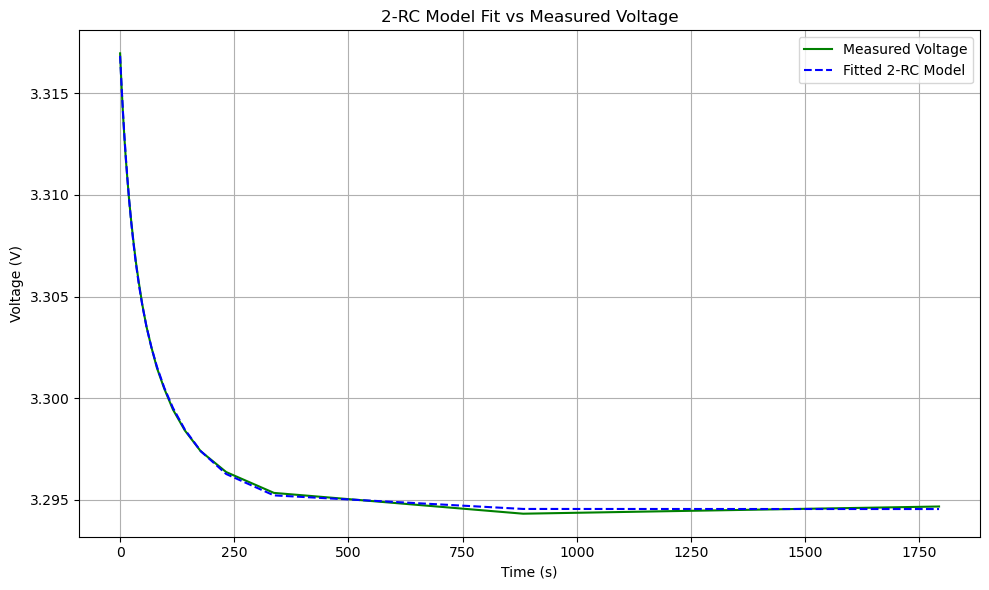 2-RC Model Fit vs Measured Voltage
Measured Voltage
Fitted 2-RC Model
Voltage (V)
3.315
3.310
3.305
3.300
3.295
0 250 500 750 1000 1250 1500 1750
Time (s)